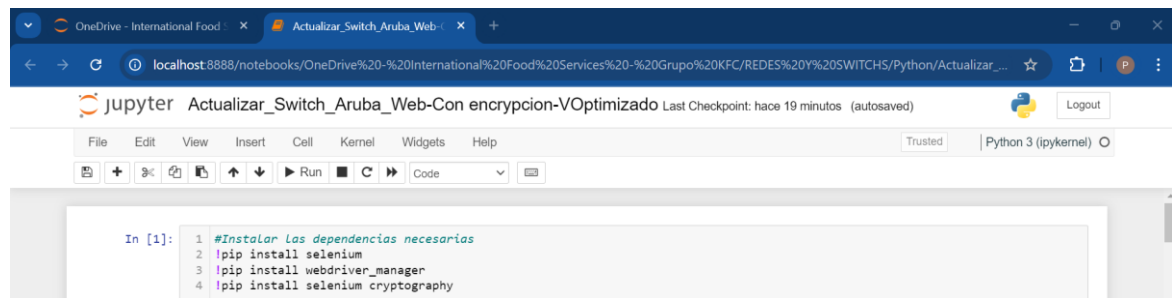 OneDrive - International Food S
Actualizar_Switch_Aruba_Web-C
localhost:8888/notebooks/OneDrive%20-%20International%20Food%20Services%20-%20Grupo%20KFC/REDES%20Y%20SWITCHS/Python/Actualizar_...
P
jupyter Actualizar_Switch_Aruba_Web-Con encrypcion-VOptimizado Last Checkpoint: hace 19 minutos (autosaved)
Logout
File Edit View Insert Cell Kernel Widgets Help
Trusted
Python 3 (ipykernel)
Run
Code
In [1]:
1 #Instalar las dependencias necesarias
2 !pip install selenium
3 !pip install webdriver_manager
4 !pip install selenium cryptography